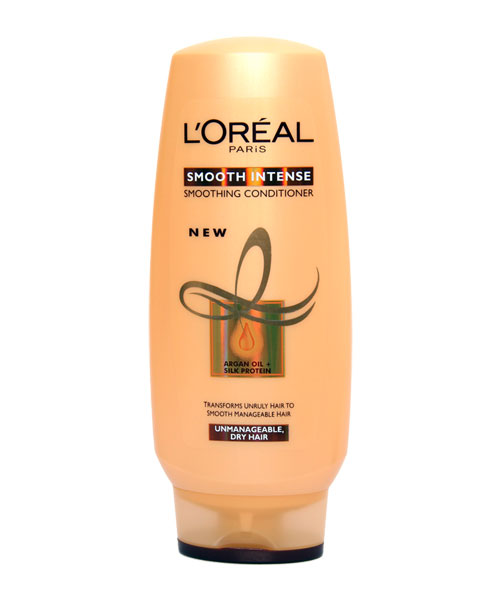 L'ORÉAL
PARiS
SMOOTH INTENSE
SMOOTHING CONDITIONER
NEW
ARGAN OIL +
SILK PROTEIN
TRANSFORMS UNRULY HAIR TO
SMOOTH MANAGEABLE HAIR
UNMANAGEABLE,
DRY HAIR